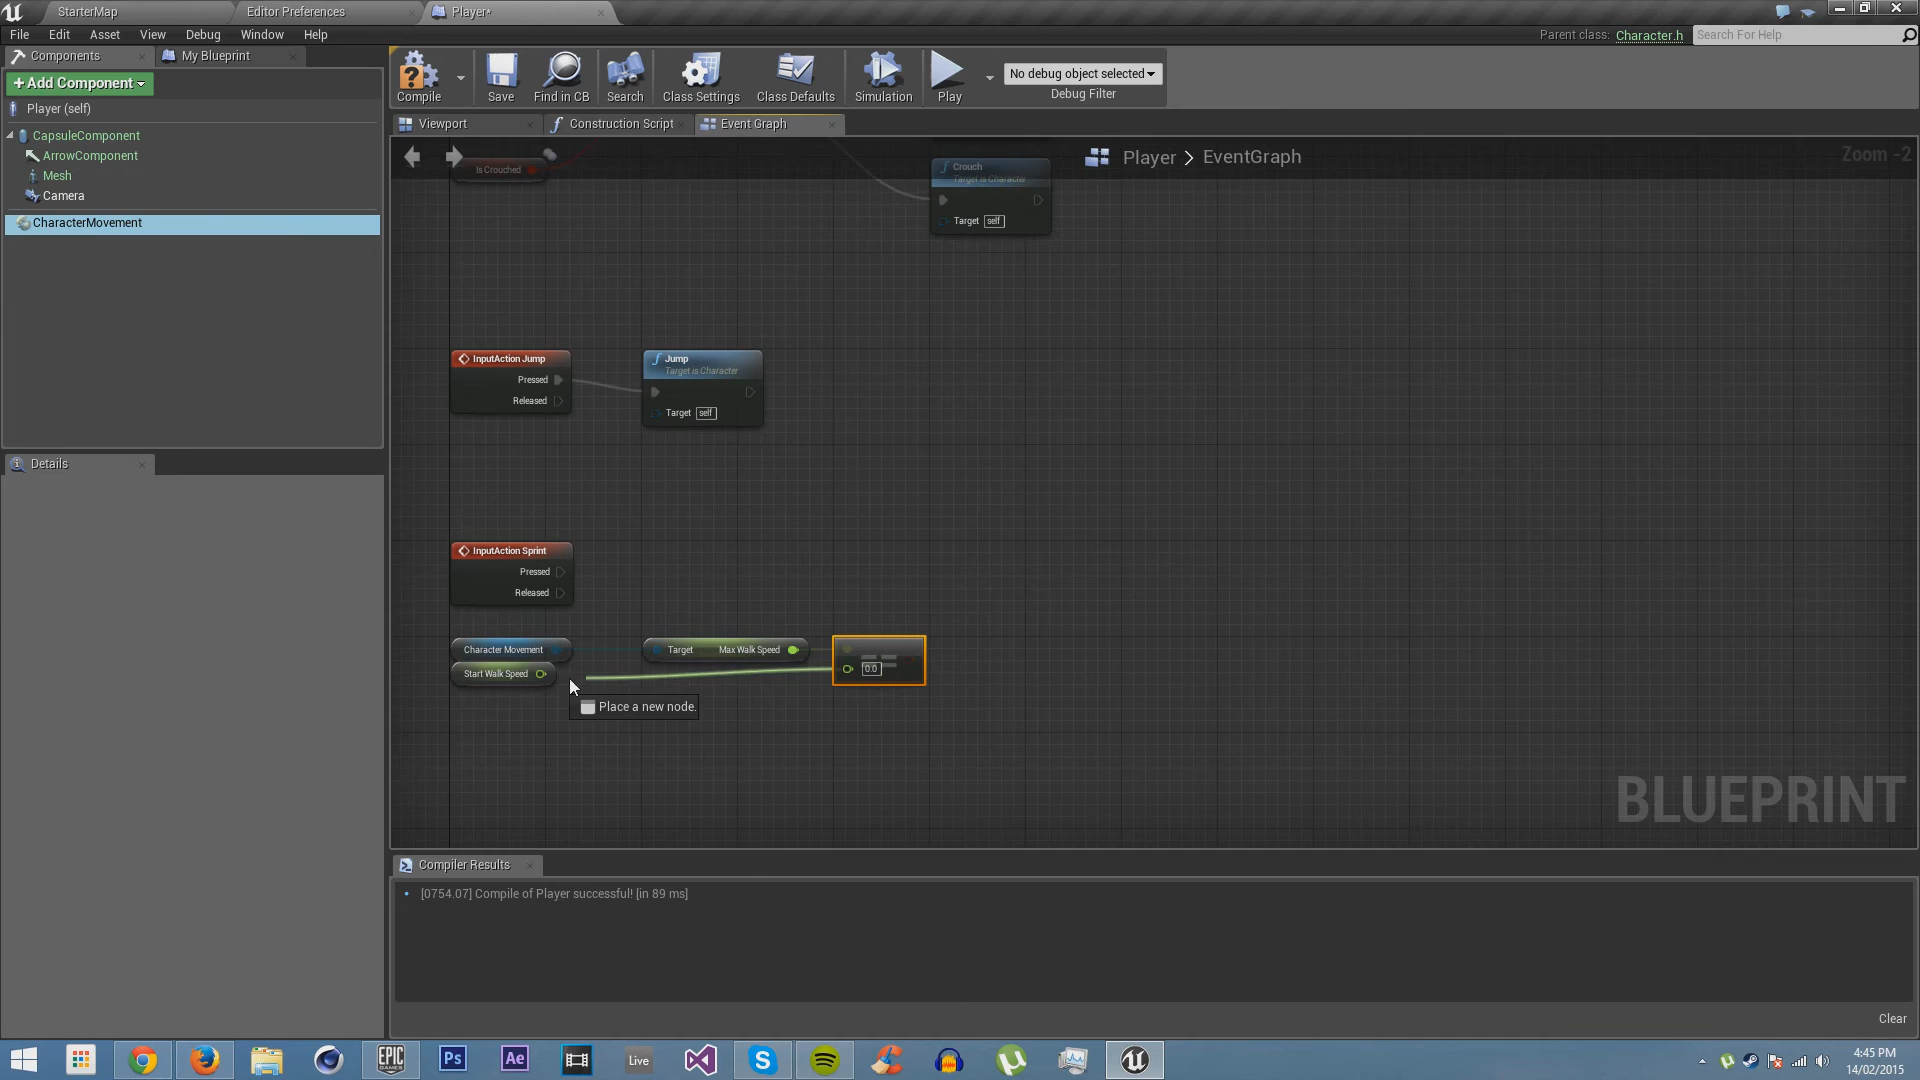 StarterMap
Editor Preferences
Player*
File Edit Asset View Debug Window Help
Parent class: Character.h
Search For Help
Components
My Blueprint
+Add Component
Player (self)
CapsuleComponent
ArrowComponent
Mesh
Camera
CharacterMovement
Details
Compile
Save
Find in CB
Search
Class Settings
Class Defaults
Simulation
Play
No debug object selected
Debug Filter
Viewport
Construction Script
Event Graph
Player > EventGraph
Zoom -2
Is Crouched
Crouch
Target is Character
Target self
InputAction Jump
Pressed
Released
Jump
Target is Character
Target self
InputAction Sprint
Pressed
Released
Character Movement
Target Max Walk Speed
==
Start Walk Speed
0.0
Place a new node.
BLUEPRINT
Compiler Results
[0754.07] Compile of Player successful! [in 89 ms]
Clear
EPIC GAMES
Ps
Ae
Live
4:45 PM
14/02/2015